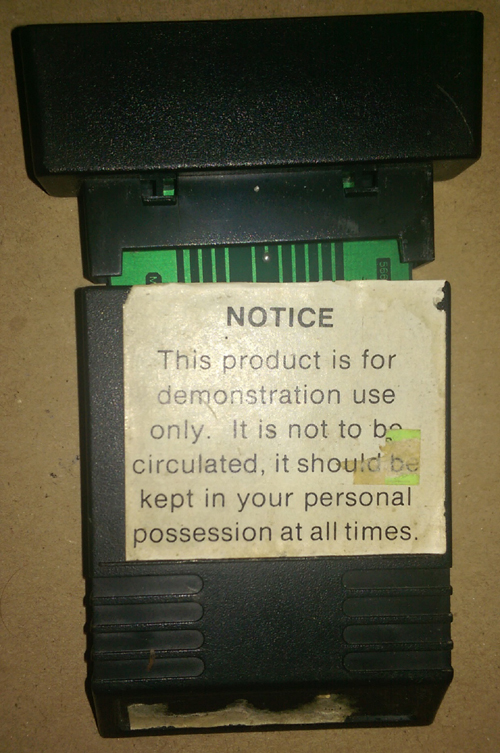 NOTICE
This product is for
demonstration use
only. It is not to be
circulated, it should be
kept in your personal
possession at all times.